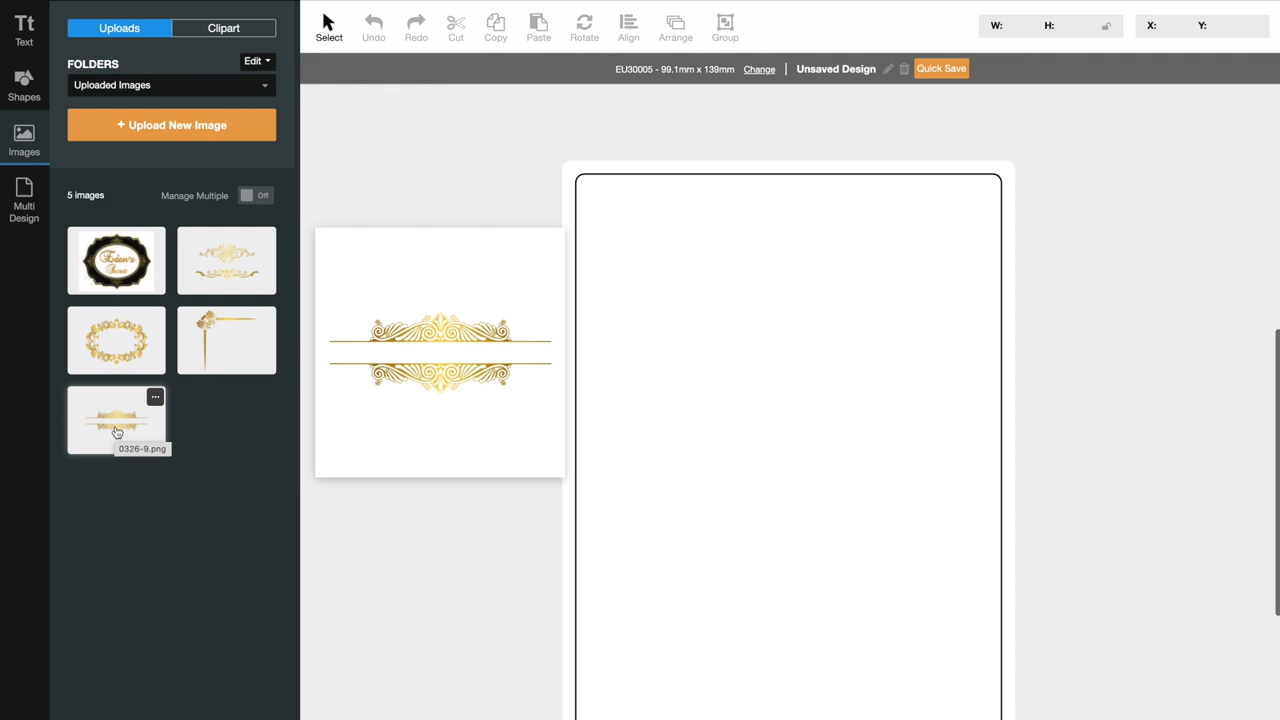 Text
Shapes
Images
Multi
Design
Uploads
Clipart
FOLDERS
Edit
Uploaded Images
+ Upload New Image
5 images
Manage Multiple
Off
Eden's
0326-9.png
Select
Undo
Redo
Cut
Copy
Paste
Rotate
Align
Arrange
Group
W:
H:
X:
Y:
EU30005 - 99.1mm x 139mm
Change
|
Unsaved Design
Quick Save